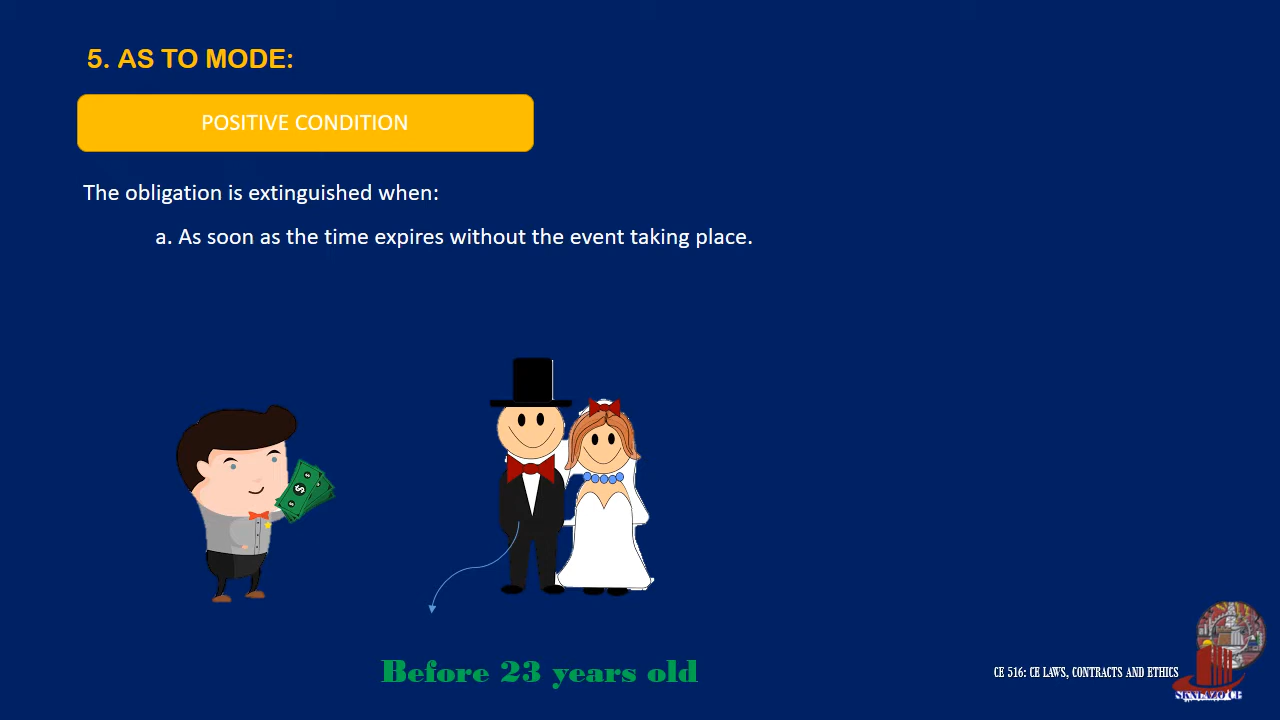 5. AS TO MODE:
POSITIVE CONDITION
The obligation is extinguished when:
a. As soon as the time expires without the event taking place.
Before 23 years old
CE 516: CE LAWS, CONTRACTS AND ETHICS